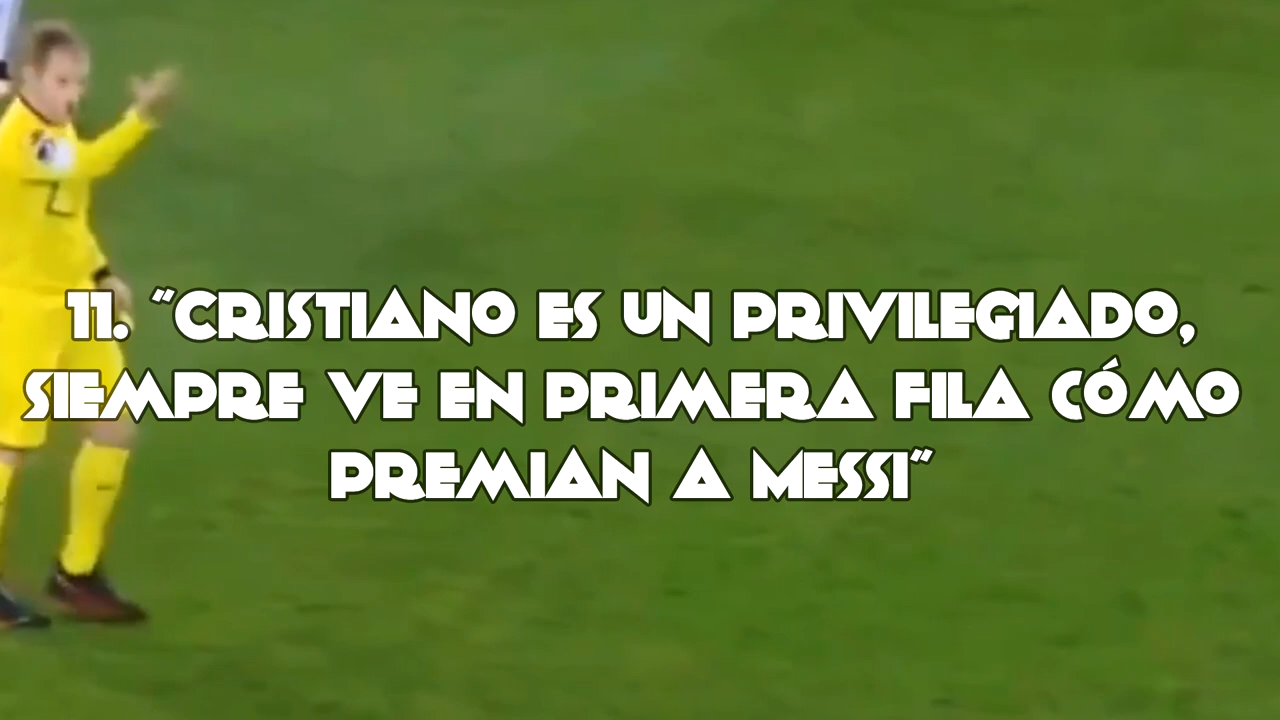 11. "CRISTIANO ES UN PRIVILEGIADO,
SIEMPRE VE EN PRIMERA FILA CÓMO
PREMIAN A MESSI"